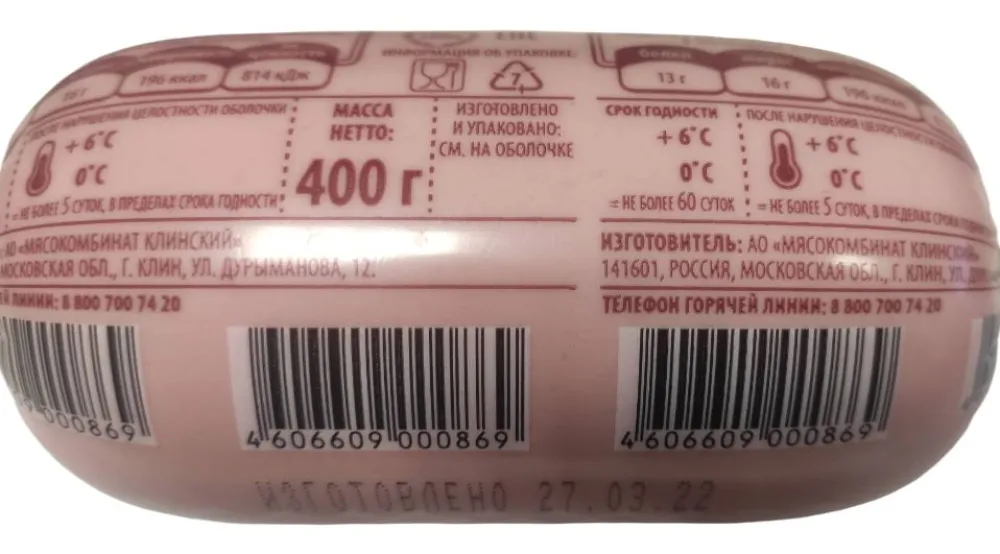 ИНФОРМАЦИЯ ОБ УПАКОВКЕ:
16 г 196 ккал 814 кДж
7
белки
13 г 16 г 196 ккал
ПОСЛЕ НАРУШЕНИЯ ЦЕЛОСТНОСТИ ОБОЛОЧКИ
+6°С
0°С
= НЕ БОЛЕЕ 5 СУТОК, В ПРЕДЕЛАХ СРОКА ГОДНОСТИ
МАССА
НЕТТО:
400 г
ИЗГОТОВЛЕНО
И УПАКОВАНО:
СМ. НА ОБОЛОЧКЕ
СРОК ГОДНОСТИ
+6°С
0°С
= НЕ БОЛЕЕ 60 СУТОК
ПОСЛЕ НАРУШЕНИЯ ЦЕЛОСТНОСТИ
+6°С
0°С
= НЕ БОЛЕЕ 5 СУТОК, В ПРЕДЕЛАХ СРОКА
АО «МЯСОКОМБИНАТ КЛИНСКИЙ»
МОСКОВСКАЯ ОБЛ., Г. КЛИН, УЛ. ДУРЫМАНОВА, 12.
ЛИНИИ: 8 800 700 74 20
ИЗГОТОВИТЕЛЬ: АО «МЯСОКОМБИНАТ КЛИНСКИЙ»
141601, РОССИЯ, МОСКОВСКАЯ ОБЛ., Г. КЛИН, УЛ.
ТЕЛЕФОН ГОРЯЧЕЙ ЛИНИИ: 8 800 700 74 20
9 000869
4 606609 000869
4 606609 000869
ИЗГОТОВЛЕНО 27.03.22